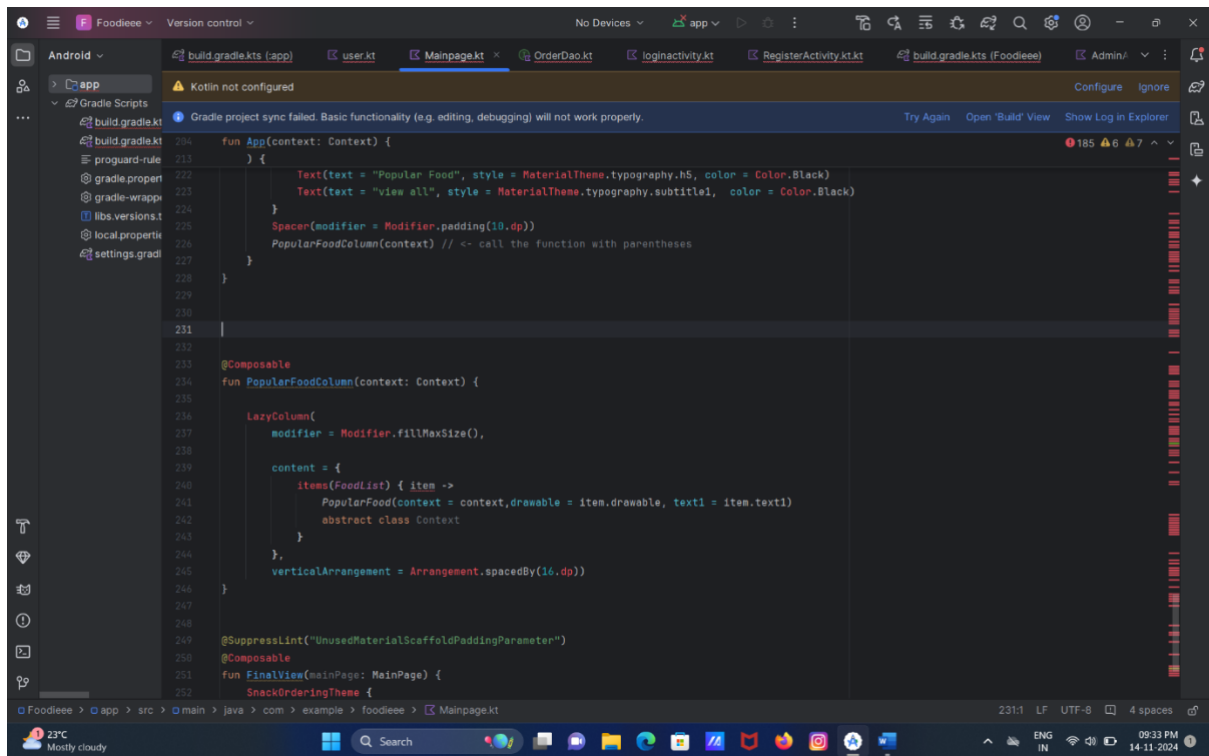 F Foodieee Version control No Devices app
Android build.gradle.kts (:app) user.kt Mainpage.kt OrderDao.kt loginactivity.kt RegisterActivity.kt.kt build.gradle.kts (Foodieee) AdminA
app
Kotlin not configured Configure Ignore
Gradle Scripts
Gradle project sync failed. Basic functionality (e.g. editing, debugging) will not work properly. Try Again Open 'Build' View Show Log in Explorer
build.gradle.kt
build.gradle.kt
proguard-rule
gradle.propert
gradle-wrappe
libs.versions.t
local.propertie
settings.gradl
204 fun App(context: Context) { 185 6 7
213 ) {
222 Text(text = "Popular Food", style = MaterialTheme.typography.h5, color = Color.Black)
223 Text(text = "view all", style = MaterialTheme.typography.subtitle1, color = Color.Black)
224 }
225 Spacer(modifier = Modifier.padding(10.dp))
226 PopularFoodColumn(context) // <- call the function with parentheses
227 }
228 }
229
230
231
232
233 @Composable
234 fun PopularFoodColumn(context: Context) {
235
236 LazyColumn(
237 modifier = Modifier.fillMaxSize(),
238
239 content = {
240 items(FoodList) { item ->
241 PopularFood(context = context,drawable = item.drawable, text1 = item.text1)
242 abstract class Context
243 }
244 },
245 verticalArrangement = Arrangement.spacedBy(16.dp))
246 }
247
248
249 @SuppressLint("UnusedMaterialScaffoldPaddingParameter")
250 @Composable
251 fun FinalView(mainPage: MainPage) {
252 SnackOrderingTheme {
Foodieee > app > src > main > java > com > example > foodieee > Mainpage.kt 231:1 LF UTF-8 4 spaces
1 23°C
Mostly cloudy
Search
ENG
IN
09:33 PM
14-11-2024